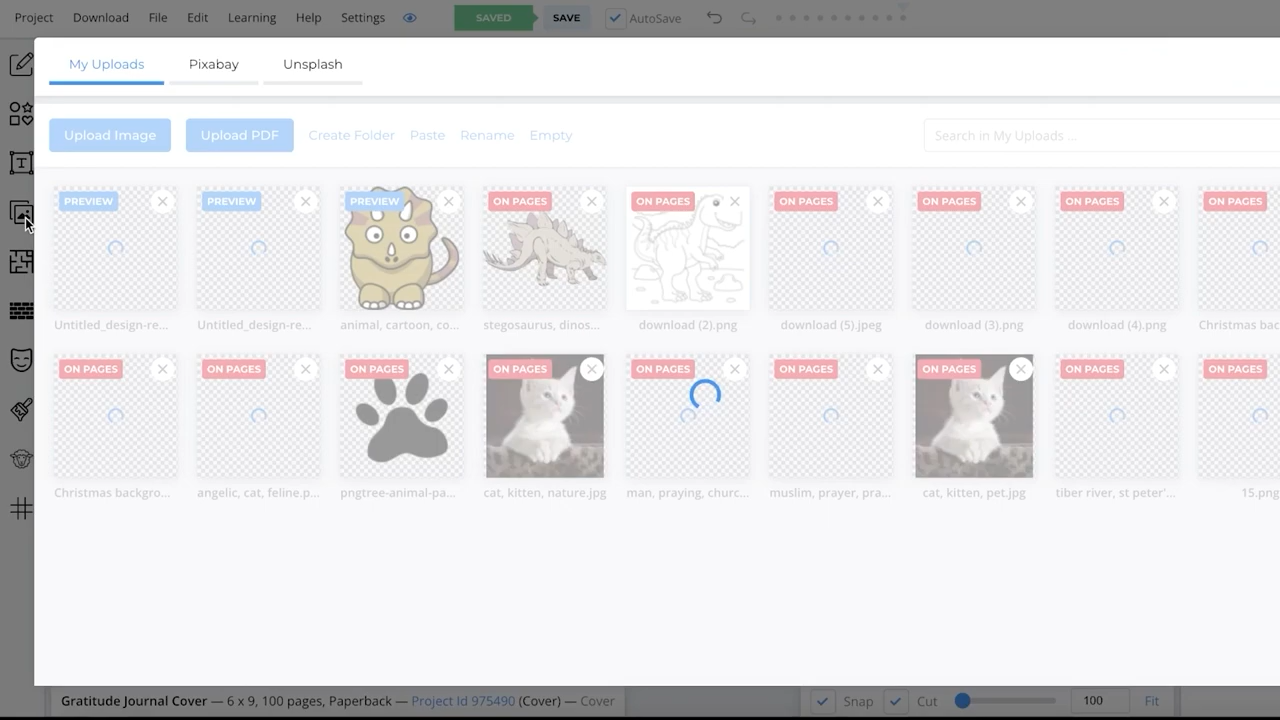 Project Download File Edit Learning Help Settings SAVED SAVE AutoSave
My Uploads Pixabay Unsplash
Upload Image Upload PDF Create Folder Paste Rename Empty Search in My Uploads ...
PREVIEW PREVIEW PREVIEW ON PAGES ON PAGES ON PAGES ON PAGES ON PAGES ON PAGES
Untitled_design-re... Untitled_design-re... animal, cartoon, co... stegosaurus, dinos... download (2).png download (5).jpeg download (3).png download (4).png Christmas bac
ON PAGES ON PAGES ON PAGES ON PAGES ON PAGES ON PAGES ON PAGES ON PAGES ON PAGES
Christmas backgro... angelic, cat, feline.p... pngtree-animal-pa... cat, kitten, nature.jpg man, praying, churc... muslim, prayer, pra... cat, kitten, pet.jpg tiber river, st peter'... 15.png
Gratitude Journal Cover — 6 x 9, 100 pages, Paperback — Project Id 975490 (Cover) — Cover Snap Cut 100 Fit